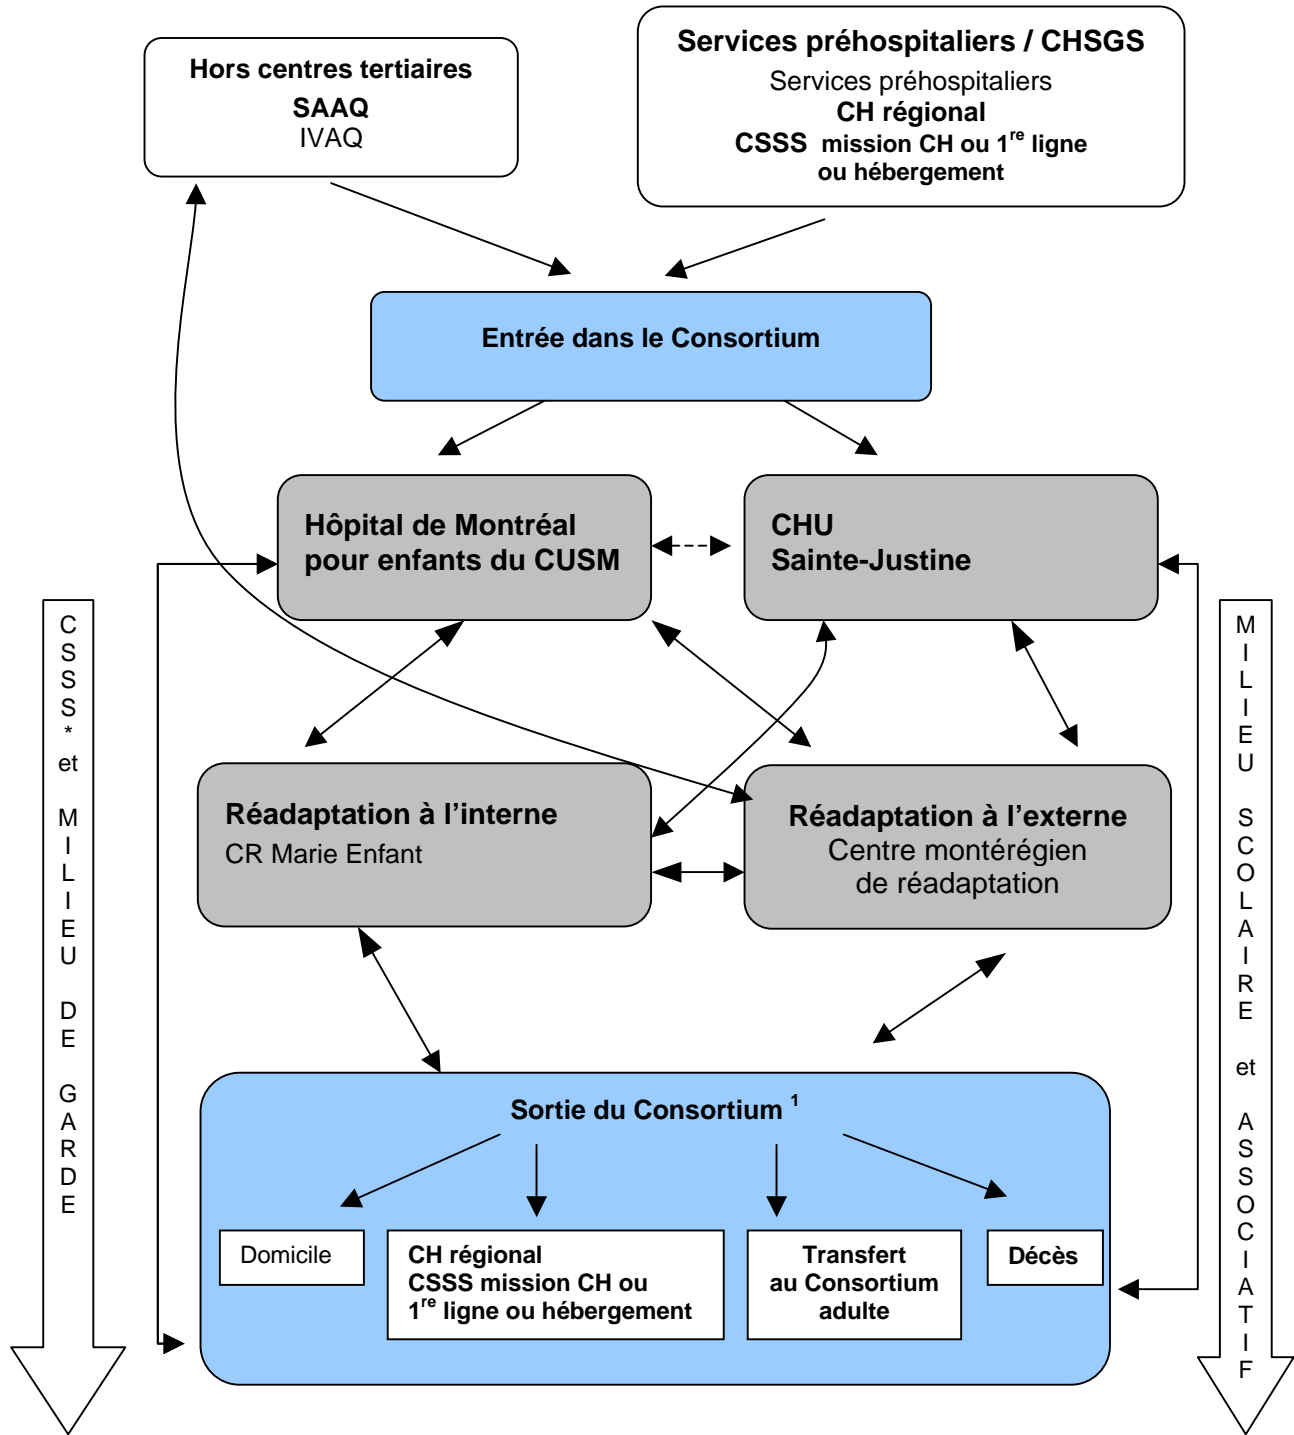 Hors centres tertiaires
SAAQ
IVAQ
Services préhospitaliers / CHSGS
Services préhospitaliers
CH régional
CSSS mission CH ou 1re ligne
ou hébergement
Entrée dans le Consortium
Hôpital de Montréal
pour enfants du CUSM
CHU
Sainte-Justine
CSSS* et MILIEU DE GARDE
MILIEU SCOLAIRE et ASSOCIATIF
Réadaptation à l’interne
CR Marie Enfant
Réadaptation à l’externe
Centre montérégien
de réadaptation
Sortie du Consortium 1
Domicile
CH régional
CSSS mission CH ou
1re ligne ou hébergement
Transfert
au Consortium
adulte
Décès